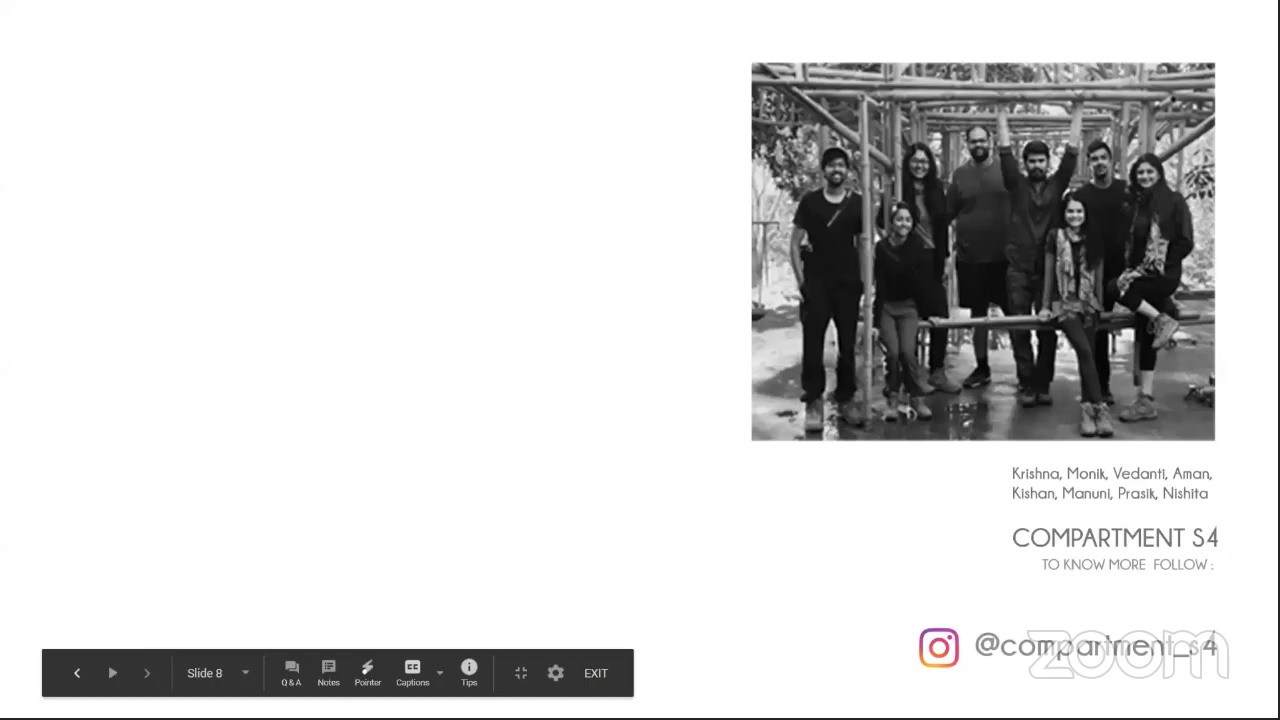 Krishna, Monik, Vedanti, Aman,
Kishan, Manuni, Prasik, Nishita
COMPARTMENT S4
TO KNOW MORE FOLLOW :
@compartment_s4
zoom
Slide 8
Q & A
Notes
Pointer
Captions
Tips
EXIT